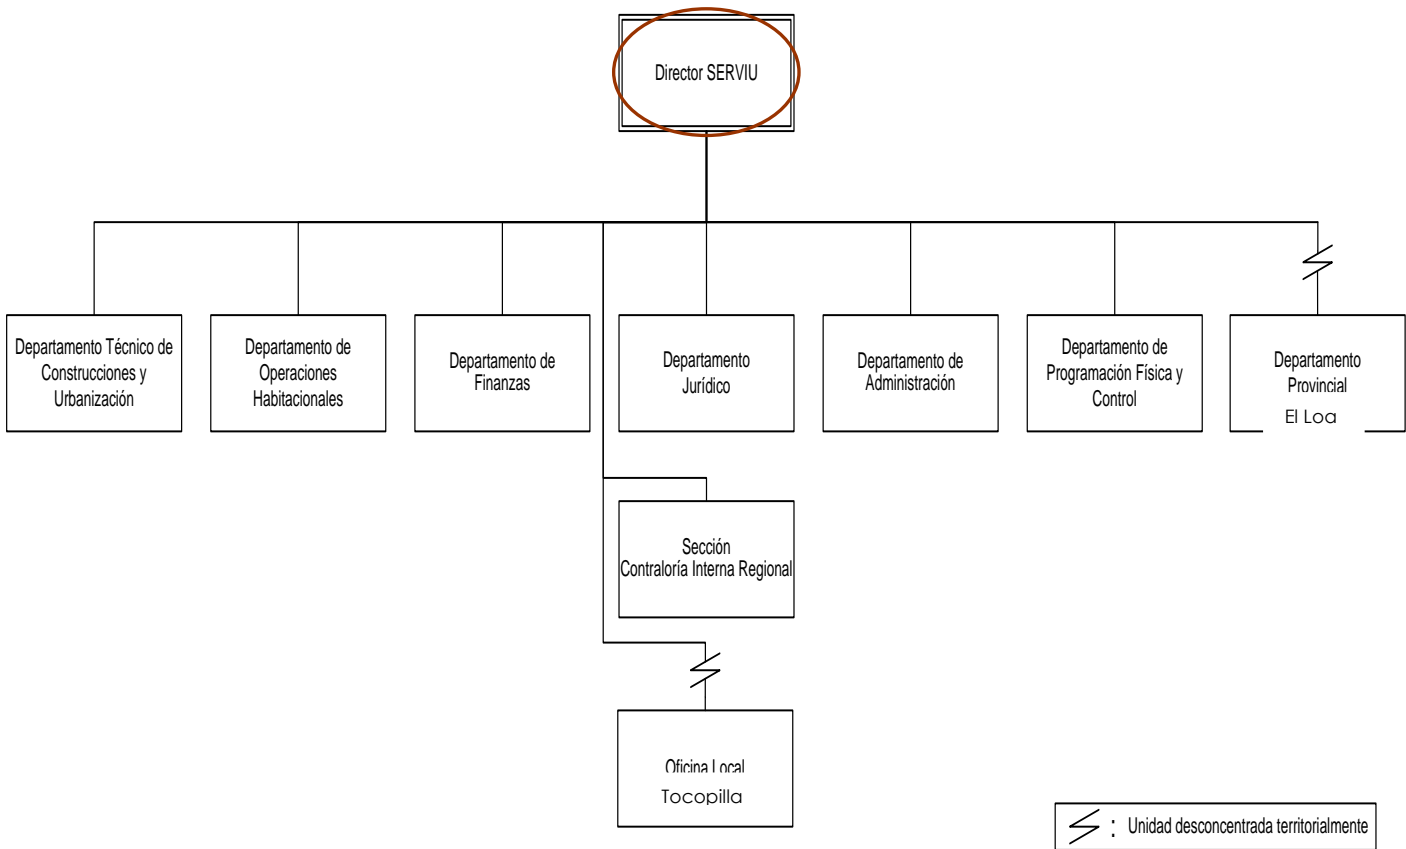 Director SERVIU
Departamento Técnico de
Construcciones y
Urbanización
Departamento de
Operaciones
Habitacionales
Departamento de
Finanzas
Departamento
Jurídico
Departamento de
Administración
Departamento de
Programación Física y
Control
Departamento
Provincial
El Loa
Sección
Contraloría Interna Regional
Oficina Local
Tocopilla
: Unidad desconcentrada territorialmente